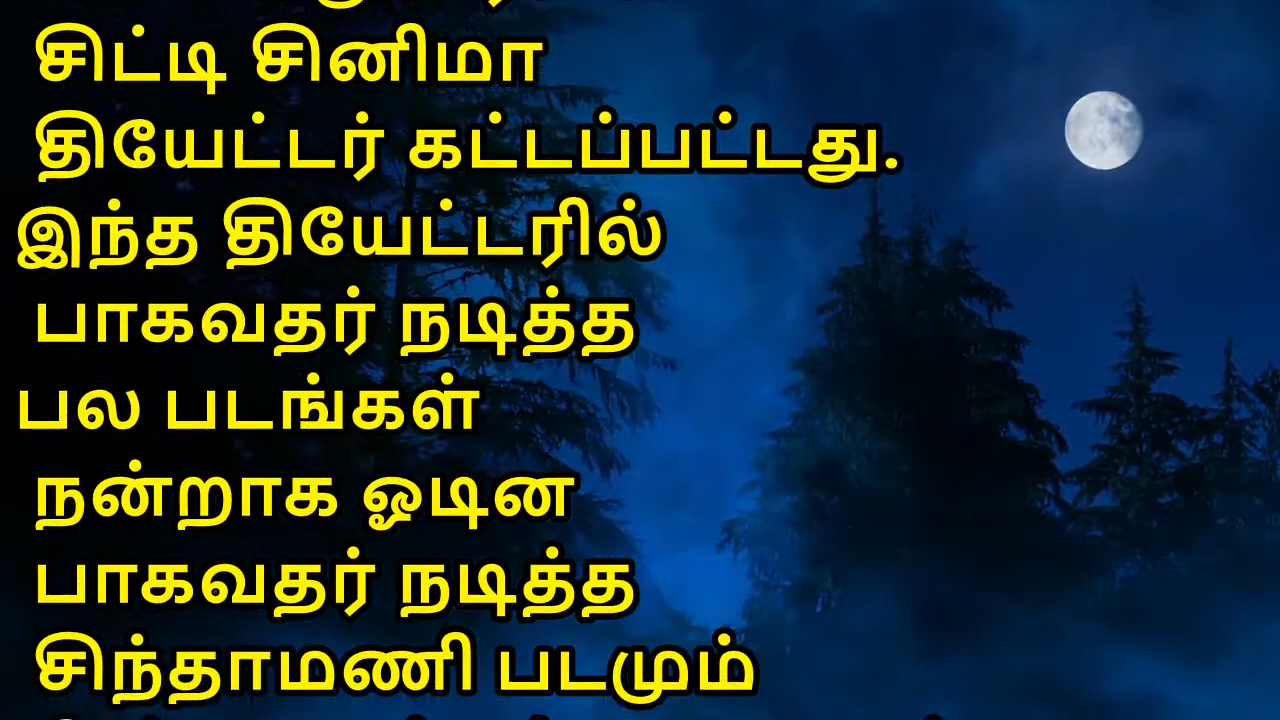 சிட்டி சினிமா
தியேட்டர் கட்டப்பட்டது.
இந்த தியேட்டரில்
பாகவதர் நடித்த
பல படங்கள்
நன்றாக ஓடின
பாகவதர் நடித்த
சிந்தாமணி படமும்